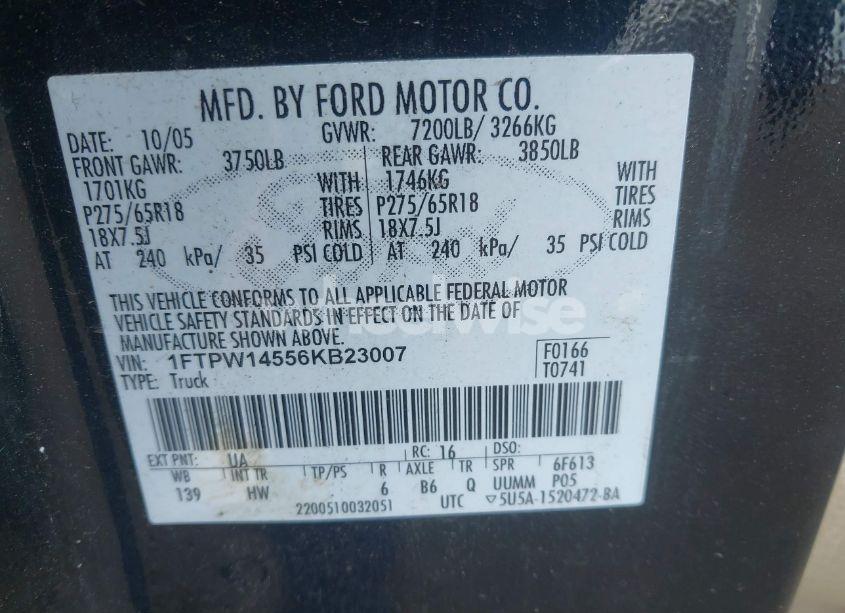 MFD. BY FORD MOTOR CO.
DATE: 10/05 GVWR: 7200LB/ 3266KG
FRONT GAWR: 3750LB REAR GAWR: 3850LB
1701KG WITH 1746KG WITH
P275/65R18 TIRES P275/65R18 TIRES
18X7.5J RIMS 18X7.5J RIMS
AT 240 kPa/ 35 PSI COLD AT 240 kPa/ 35 PSI COLD
THIS VEHICLE CONFORMS TO ALL APPLICABLE FEDERAL MOTOR
VEHICLE SAFETY STANDARDS IN EFFECT ON THE DATE OF
MANUFACTURE SHOWN ABOVE.
VIN: 1FTPW14556KB23007 F0166
TYPE: Truck T0741
EXT PNT: UA RC: 16 DSO:
WB INT TR TP/PS R AXLE TR SPR 6F613
139 HW 6 B6 Q UUMM P05
2200510032051 UTC ▽5U5A-1520472-BA